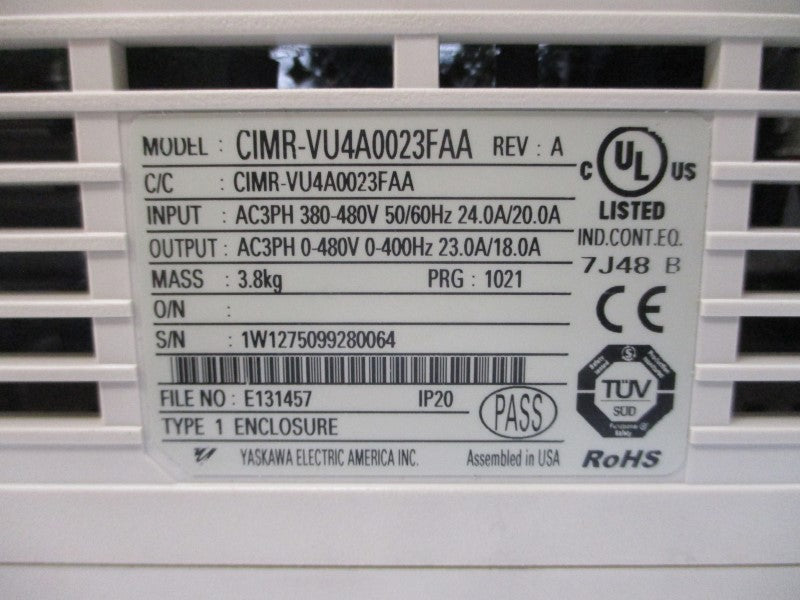 MODEL : CIMR-VU4A0023FAA REV : A
C/C : CIMR-VU4A0023FAA
INPUT : AC3PH 380-480V 50/60Hz 24.0A/20.0A
OUTPUT : AC3PH 0-480V 0-400Hz 23.0A/18.0A
MASS : 3.8kg PRG : 1021
O/N :
S/N : 1W1275099280064
FILE NO : E131457 IP20
TYPE 1 ENCLOSURE
PASS
YASKAWA ELECTRIC AMERICA INC. Assembled in USA
C UL US
LISTED
IND.CONT.EQ.
7J48 B
CE
TÜV
SÜD
RoHS